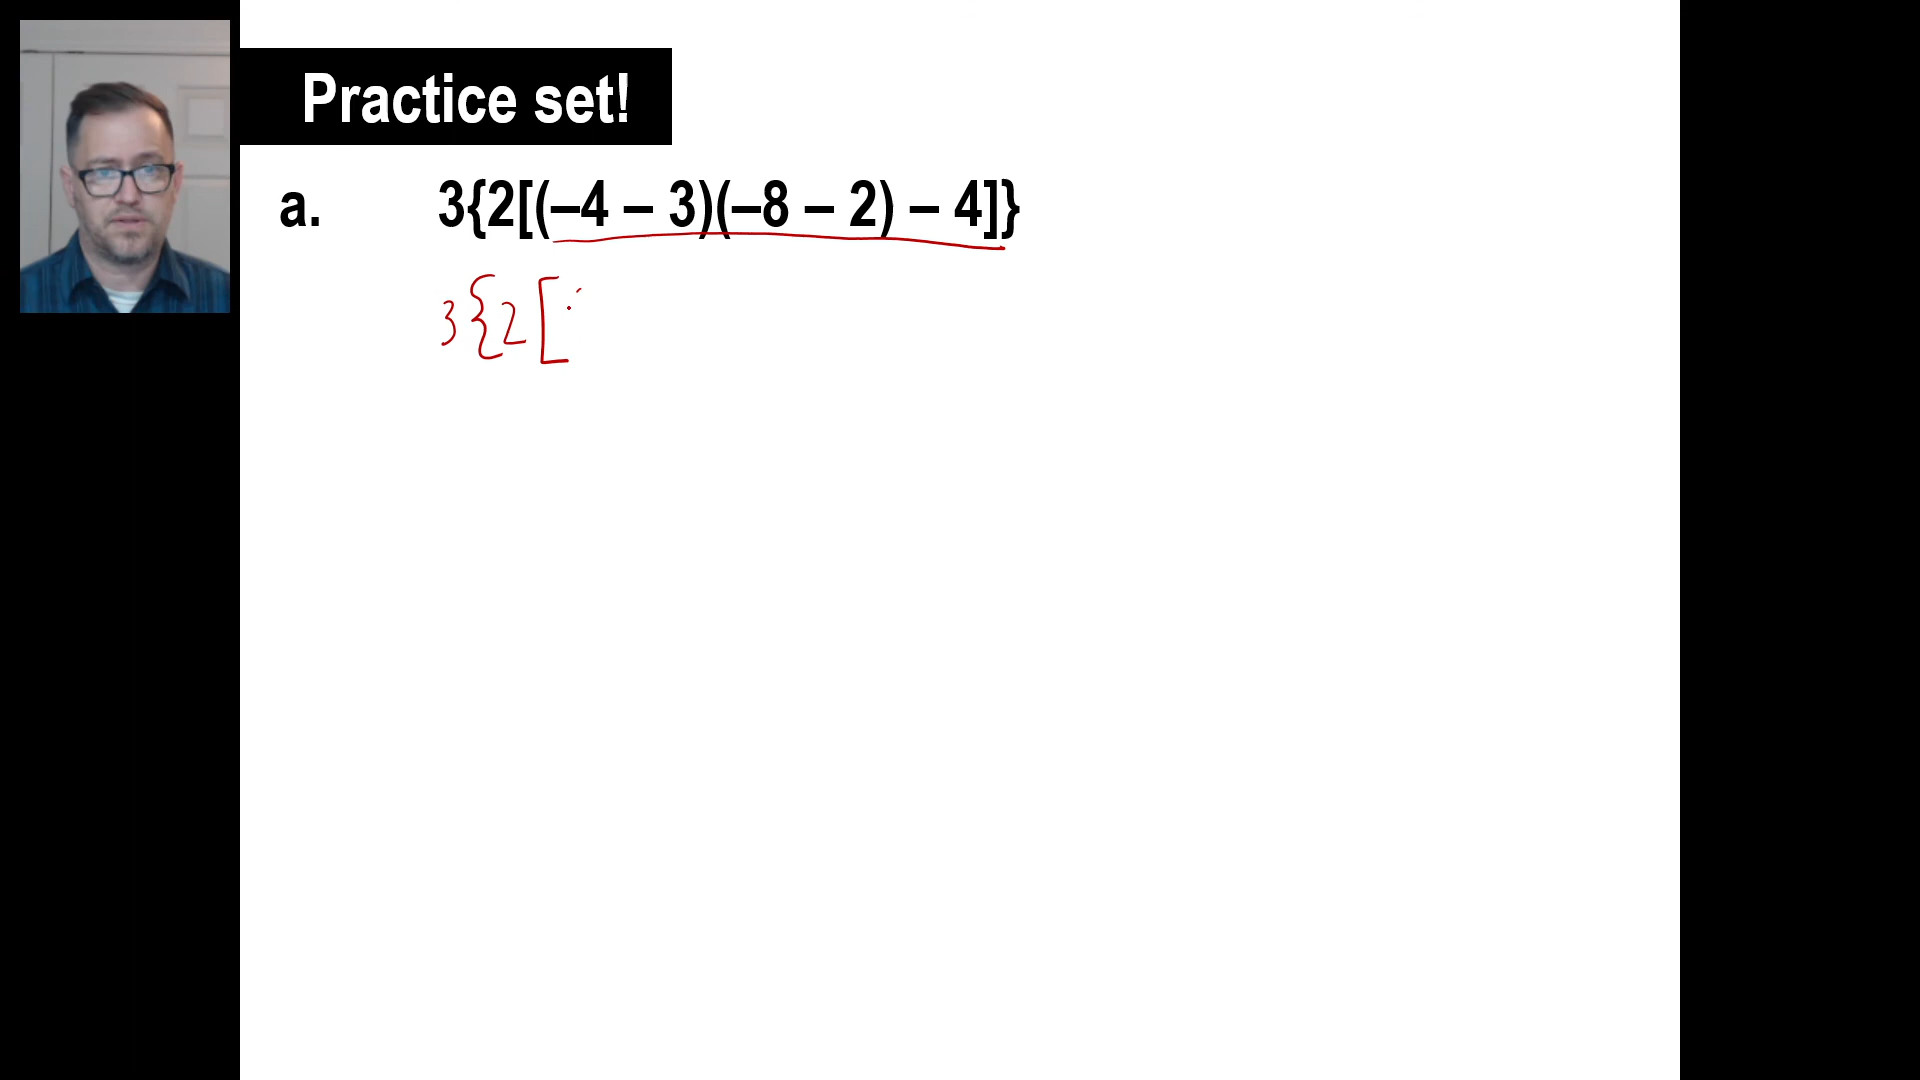 Practice set!
a. 3{2[(–4 – 3)(–8 – 2) – 4]}
3{2[